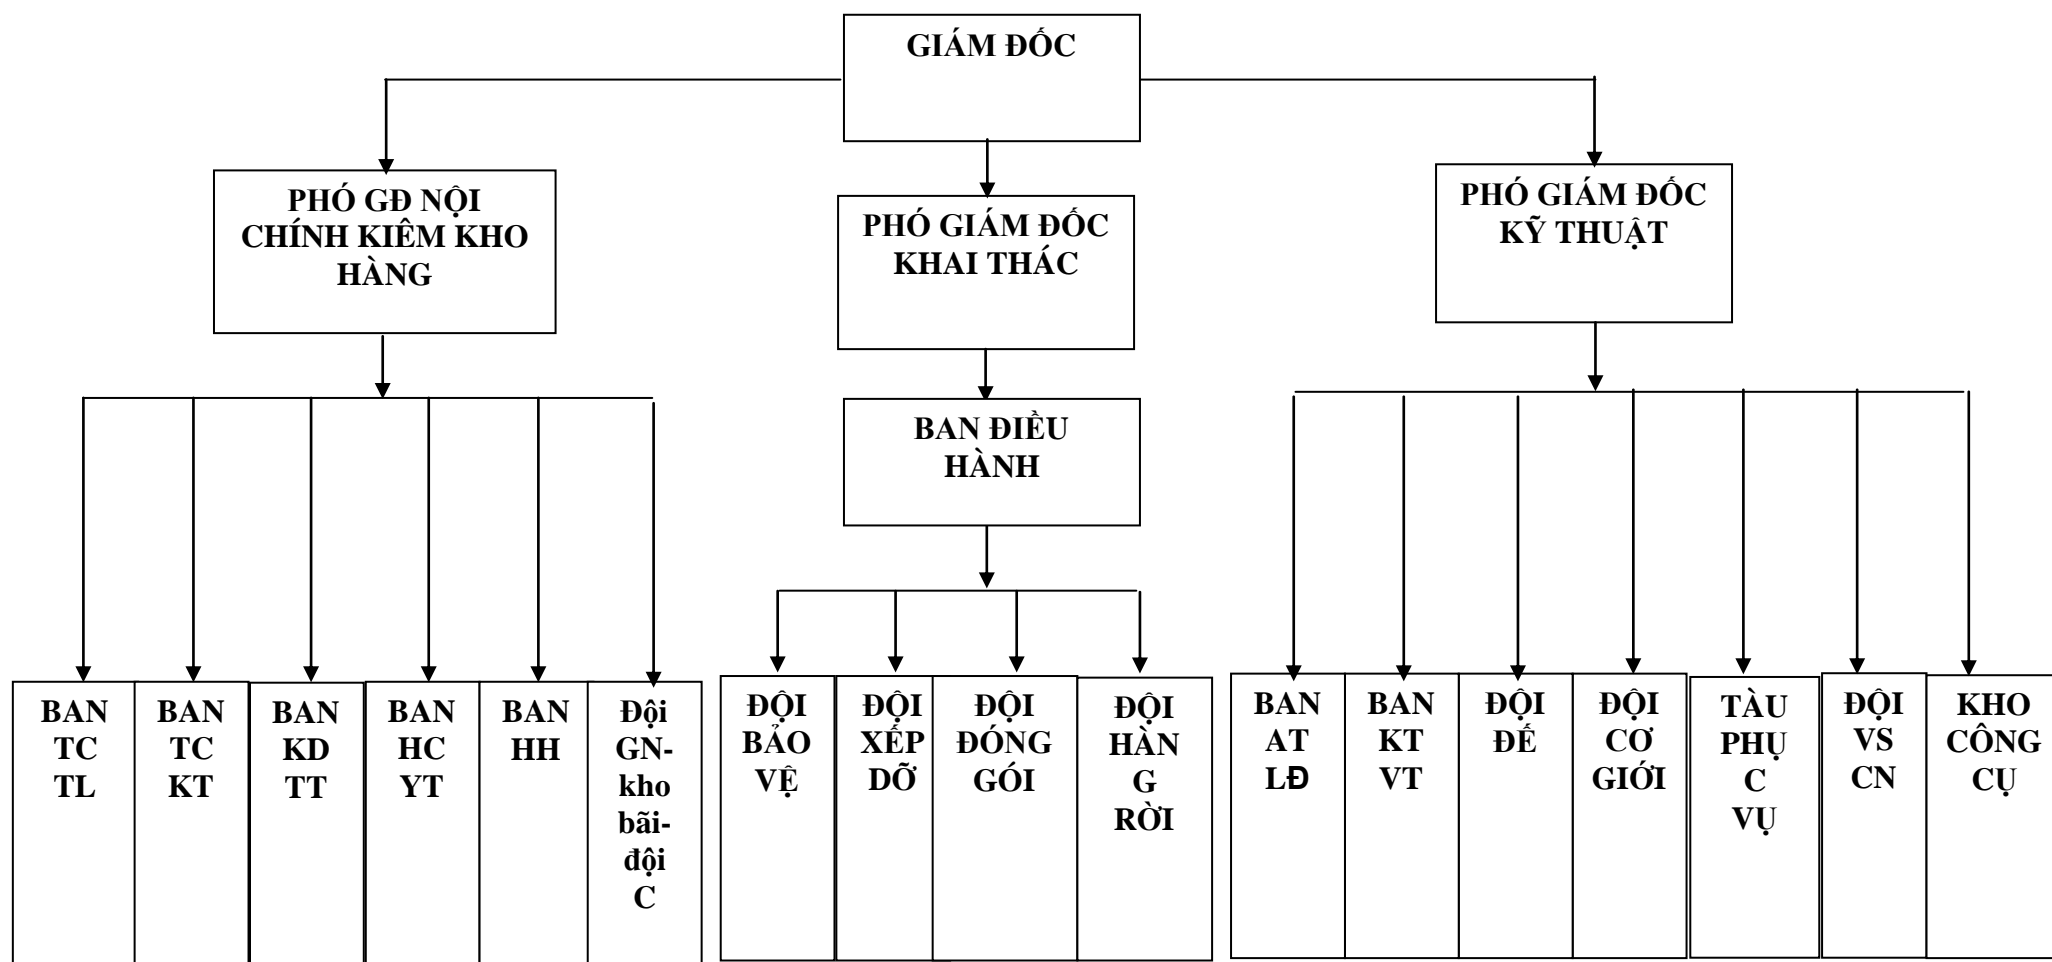 GIÁM ĐỐC
PHÓ GĐ NỘI
CHÍNH KIÊM KHO
HÀNG
PHÓ GIÁM ĐỐC
KHAI THÁC
PHÓ GIÁM ĐỐC
KỸ THUẬT
BAN ĐIỀU
HÀNH
BAN
TC
TL
BAN
TC
KT
BAN
KD
TT
BAN
HC
YT
BAN
HH
Đội
GN-
kho
bãi-
đội
C
ĐỘI
BẢO
VỆ
ĐỘI
XẾP
DỠ
ĐỘI
ĐÓNG
GÓI
ĐỘI
HÀN
G
RỜI
BAN
AT
LĐ
BAN
KT
VT
ĐỘI
ĐẾ
ĐỘI
CƠ
GIỚI
TÀU
PHỤ
C
VỤ
ĐỘI
VS
CN
KHO
CÔNG
CỤ